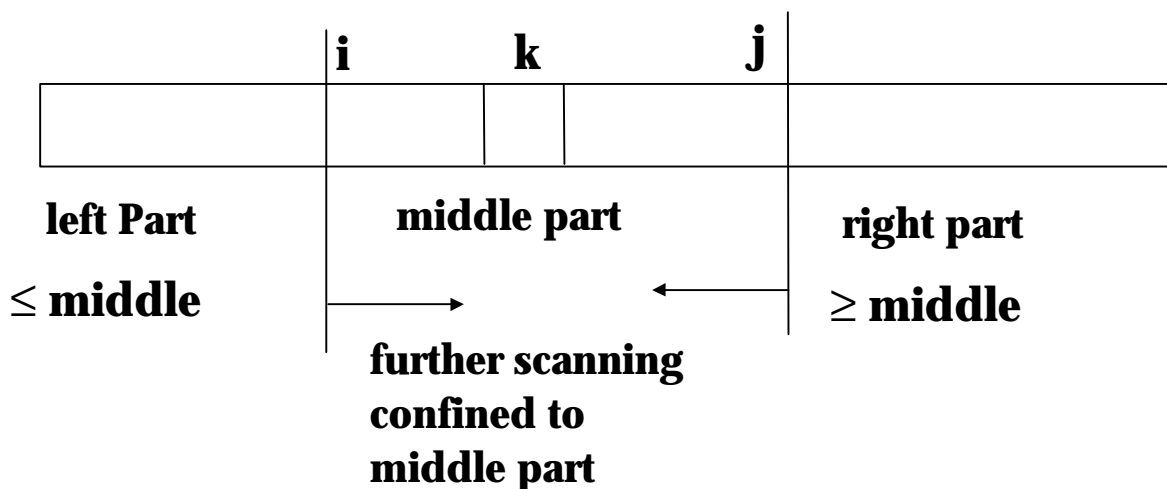 i k j
left Part middle part right part
≤ middle ≥ middle
further scanning
confined to
middle part